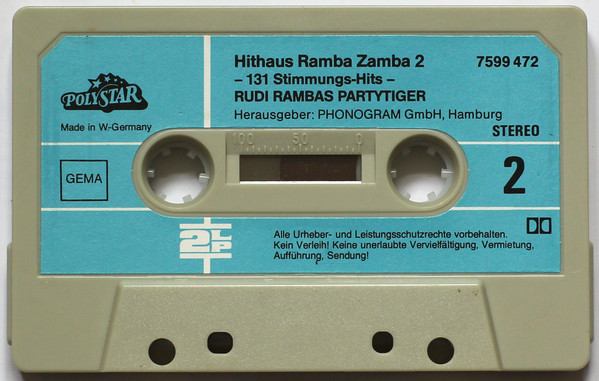 POLYSTAR
Made in W.-Germany
Hithaus Ramba Zamba 2 7599 472
– 131 Stimmungs-Hits –
RUDI RAMBAS PARTYTIGER
Herausgeber: PHONOGRAM GmbH, Hamburg
STEREO
100 50 0
GEMA
2
2 LP
Alle Urheber- und Leistungsschutzrechte vorbehalten.
Kein Verleih! Keine unerlaubte Vervielfältigung, Vermietung,
Aufführung, Sendung!